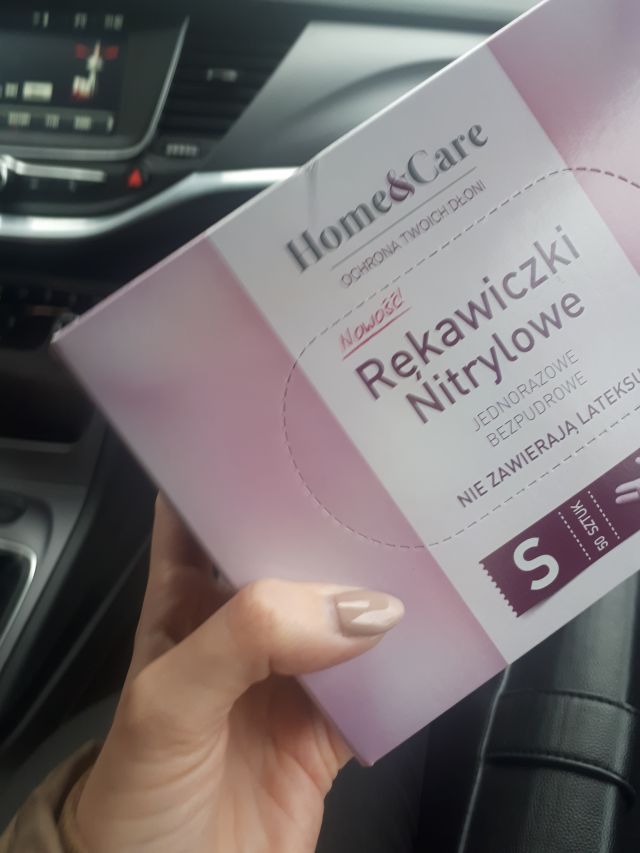 Home&Care
OCHRONA TWOICH DŁONI
Nowość!
Rękawiczki
Nitrylowe
JEDNORAZOWE
BEZPUDROWE
NIE ZAWIERAJĄ LATEKSU
S
50 SZTUK